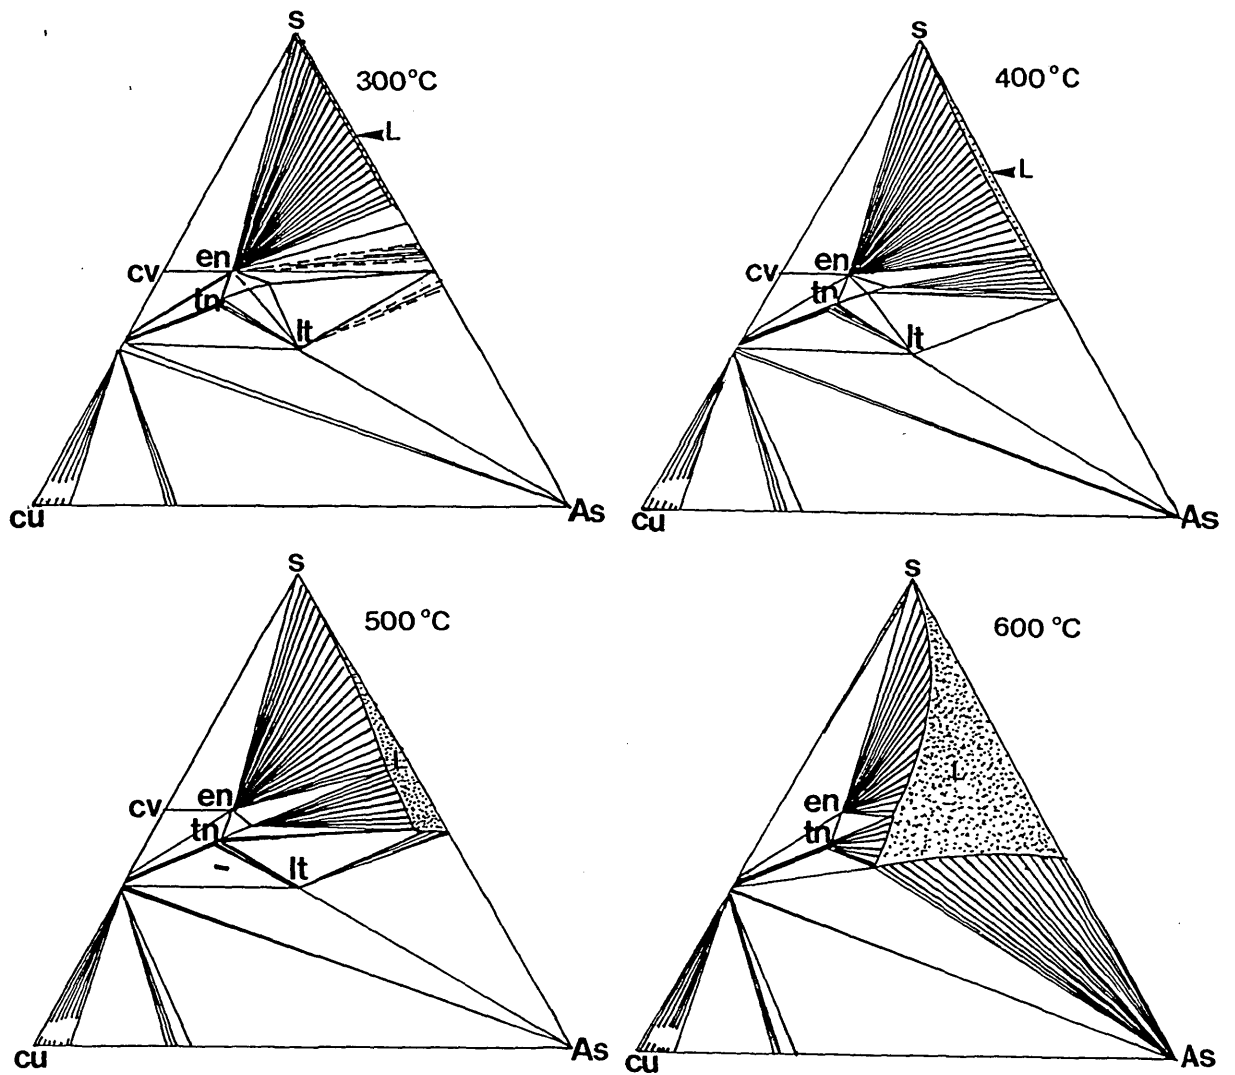 S
300°C
L
en
cv
tn
lt
cu
As
S
400°C
L
en
cv
tn
lt
cu
As
S
500°C
L
en
cv
tn
lt
cu
As
S
600°C
L
en
tn
cu
As